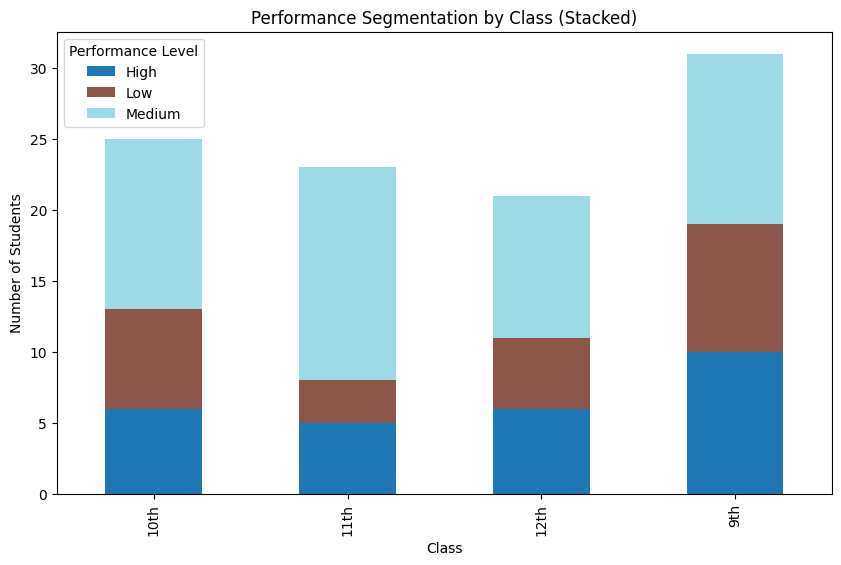 Performance Segmentation by Class (Stacked)
Performance Level
High
Low
Medium
Number of Students
30
25
20
15
10
5
0
10th
11th
12th
9th
Class